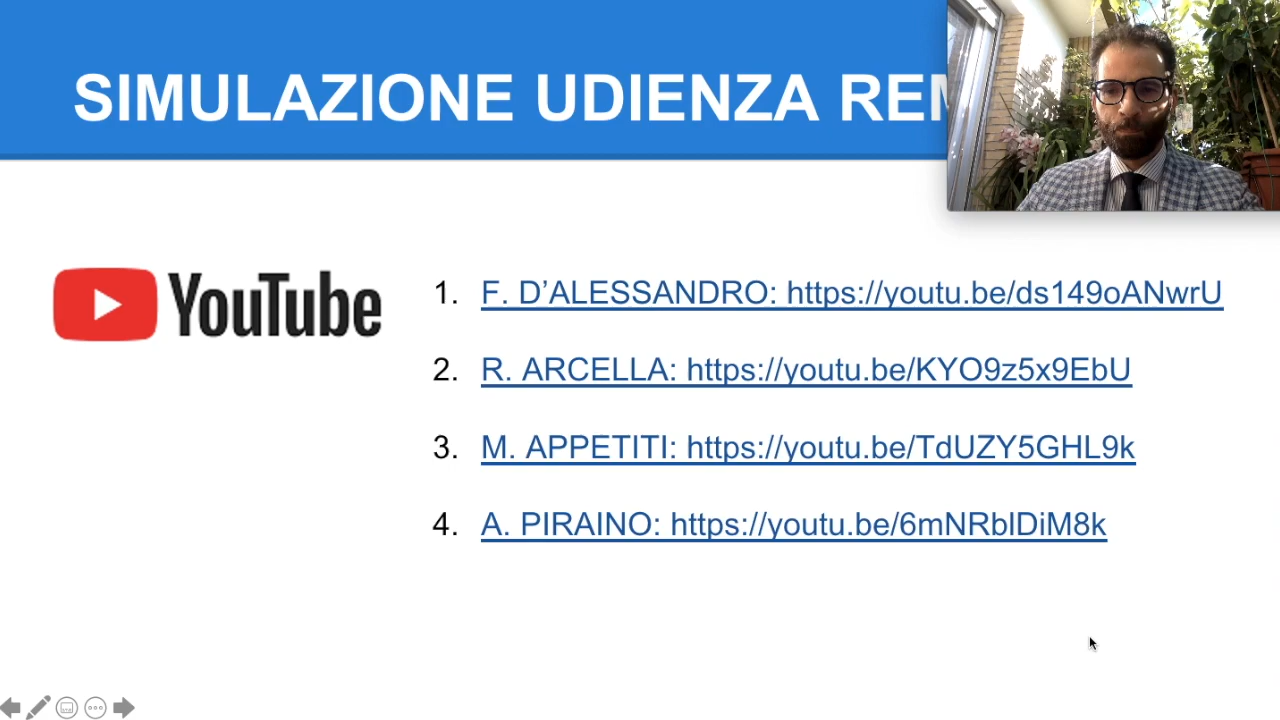 SIMULAZIONE UDIENZA REM
YouTube
1. F. D’ALESSANDRO: https://youtu.be/ds149oANwrU
2. R. ARCELLA: https://youtu.be/KYO9z5x9EbU
3. M. APPETITI: https://youtu.be/TdUZY5GHL9k
4. A. PIRAINO: https://youtu.be/6mNRblDiM8k